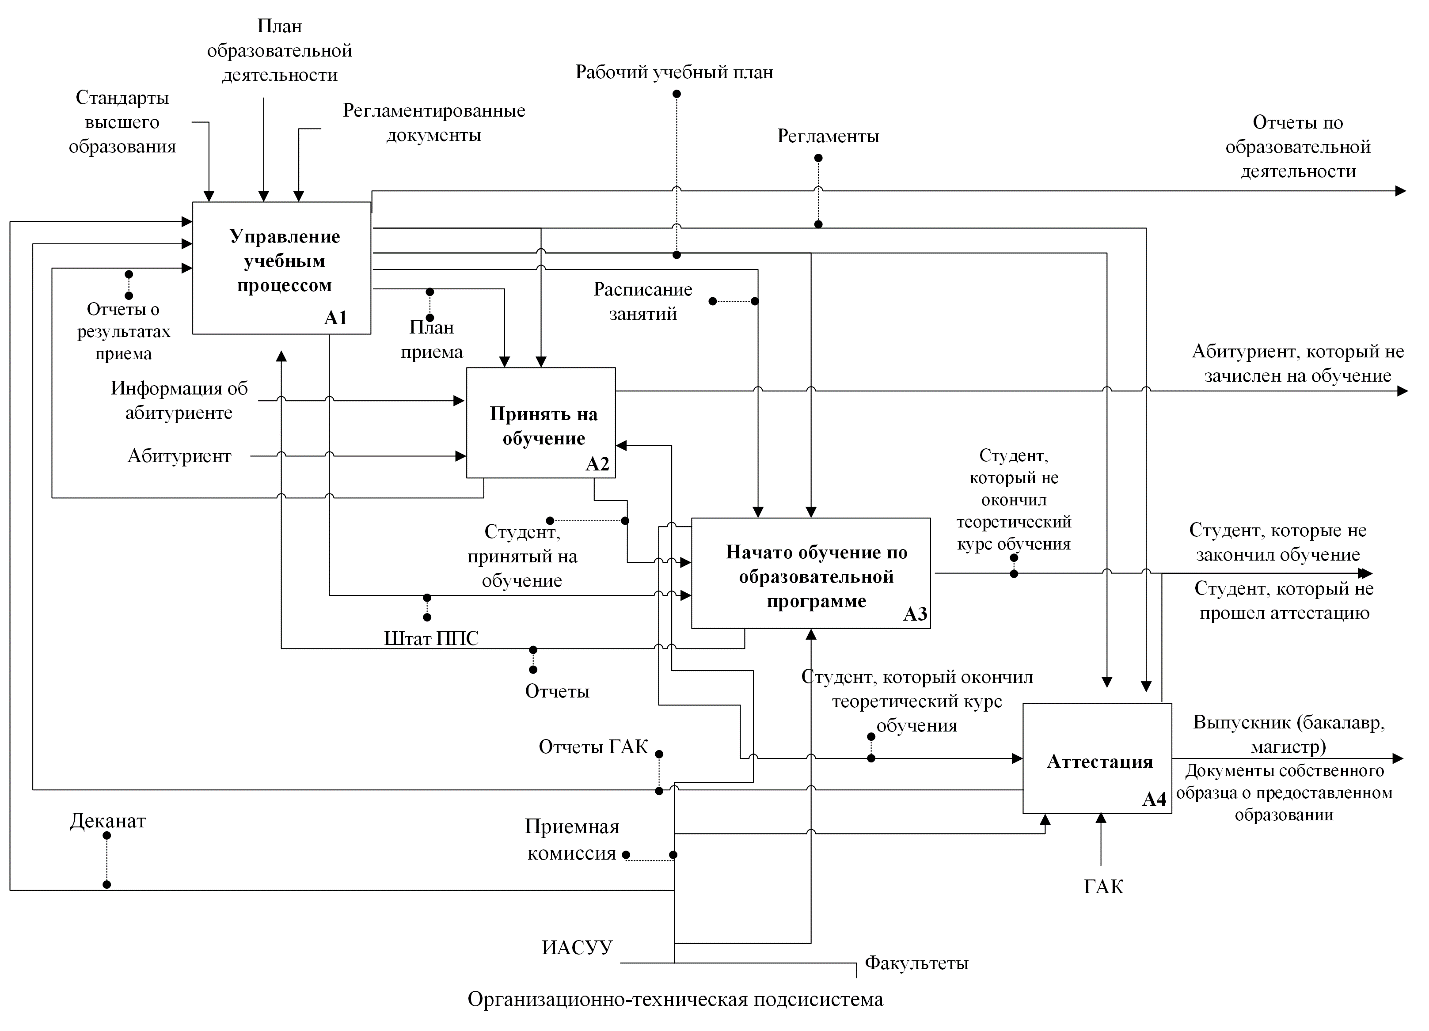 План
образовательной
деятельности
Рабочий учебный план
Стандарты
высшего
образования
Регламентированные
документы
Регламенты
Отчеты по
образовательной
деятельности
Управление
учебным
процессом
А1
Отчеты о
результатах
приема
План
приема
Расписание
занятий
Информация об
абитуриенте
Абитуриент
Принять на
обучение
А2
Абитуриент, который не
зачислен на обучение
Студент,
который не
окончил
теоретический
курс обучения
Студент,
принятый на
обучение
Начато обучение по
образовательной
программе
А3
Студент, которые не
закончил обучение
Студент, который не
прошел аттестацию
Штат ППС
Отчеты
Студент, который окончил
теоретический курс
обучения
Отчеты ГАК
Аттестация
А4
Выпускник (бакалавр,
магистр)
Документы собственного
образца о предоставленном
образовании
Деканат
Приемная
комиссия
ГАК
ИАСУУ
Факультеты
Организационно-техническая подсисистема